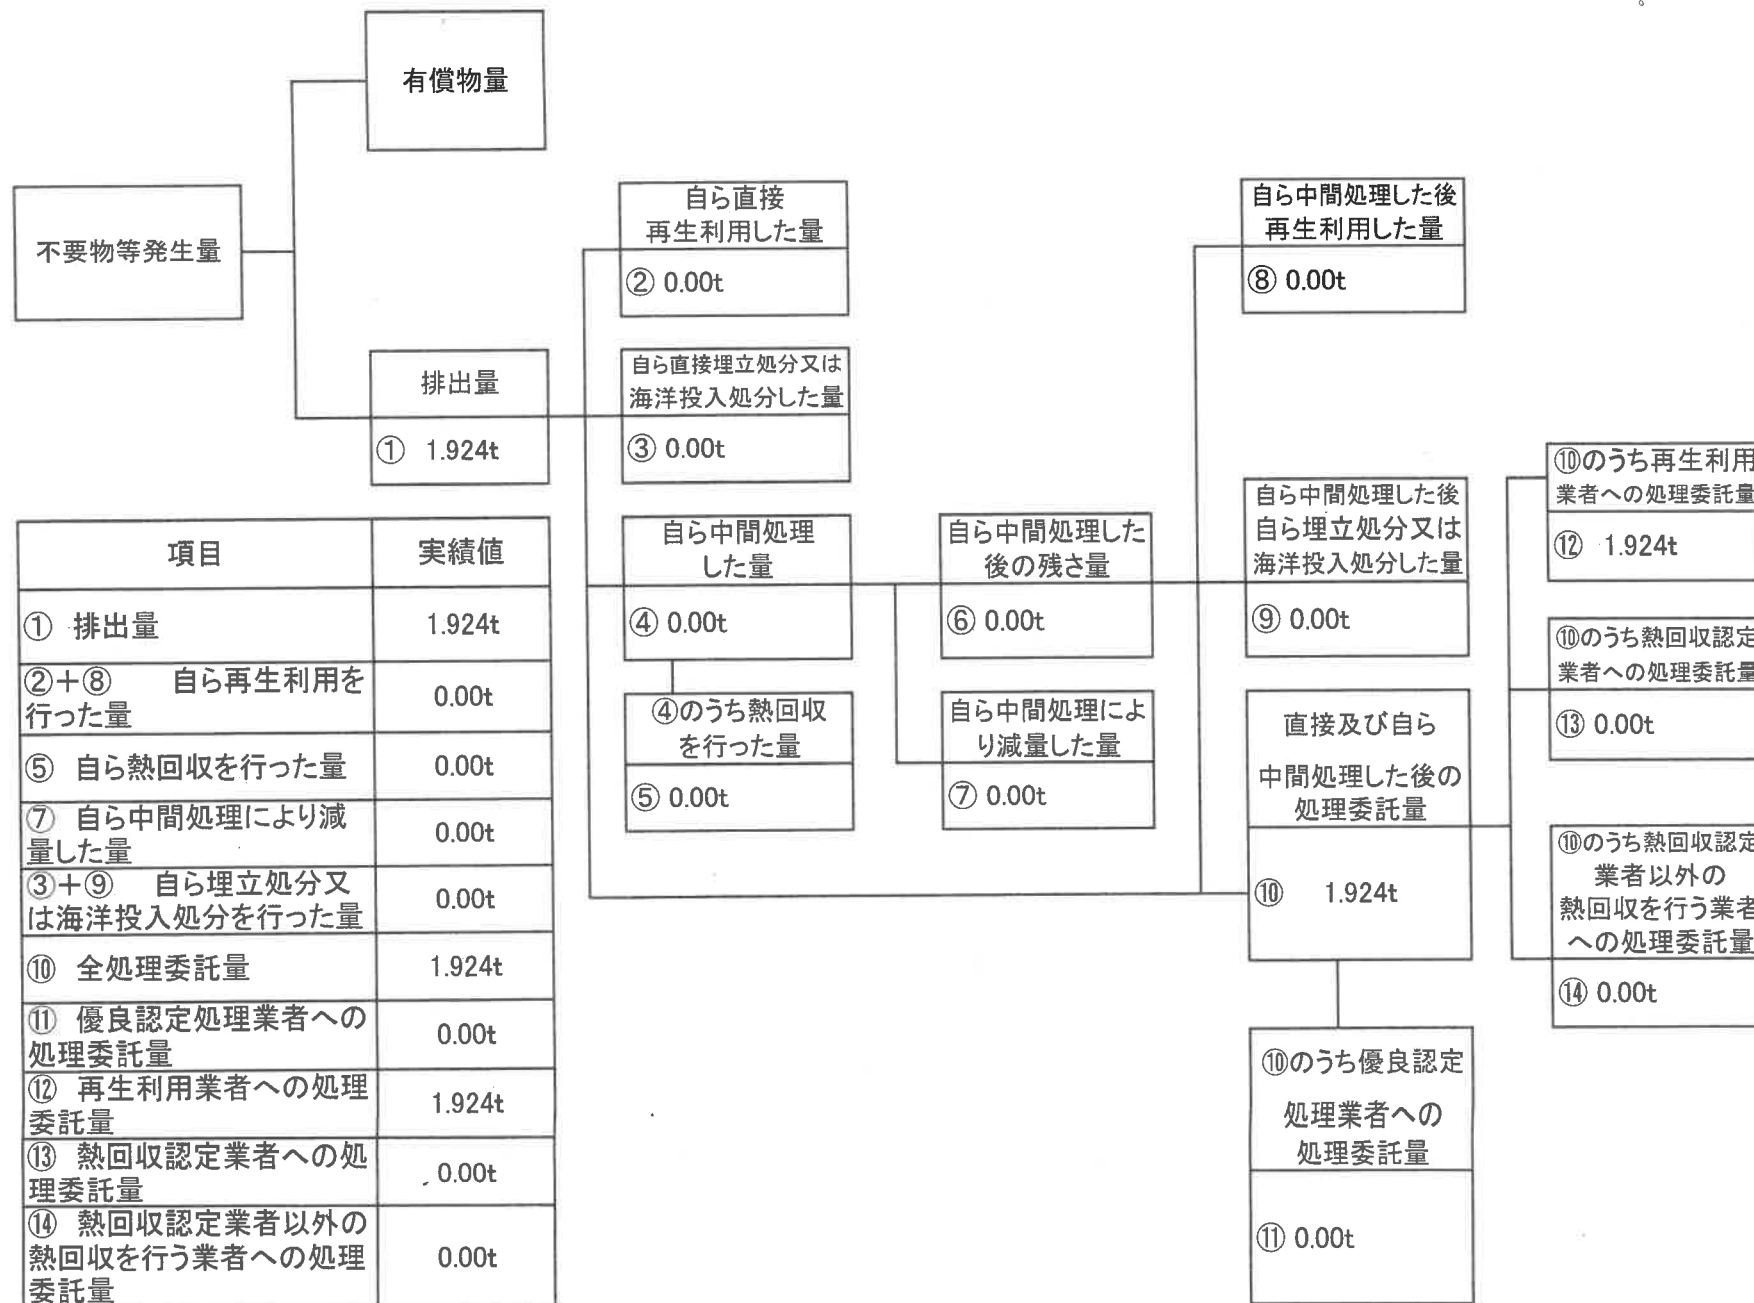 有償物量
不要物等発生量
排出量
① 1.924t
自ら直接
再生利用した量
② 0.00t
自ら直接埋立処分又は
海洋投入処分した量
③ 0.00t
自ら中間処理
した量
④ 0.00t
④のうち熱回収
を行った量
⑤ 0.00t
自ら中間処理した
後の残さ量
⑥ 0.00t
自ら中間処理によ
り減量した量
⑦ 0.00t
自ら中間処理した後
再生利用した量
⑧ 0.00t
自ら中間処理した後
自ら埋立処分又は
海洋投入処分した量
⑨ 0.00t
直接及び自ら
中間処理した後の
処理委託量
⑩ 1.924t
⑩のうち優良認定
処理業者への
処理委託量
⑪ 0.00t
⑩のうち再生利用
業者への処理委託量
⑫ 1.924t
⑩のうち熱回収認定
業者への処理委託量
⑬ 0.00t
⑩のうち熱回収認定
業者以外の
熱回収を行う業者
への処理委託量
⑭ 0.00t
項目 実績値
① 排出量 1.924t
②＋⑧ 自ら再生利用を
行った量 0.00t
⑤ 自ら熱回収を行った量 0.00t
⑦ 自ら中間処理により減
量した量 0.00t
③＋⑨ 自ら埋立処分又
は海洋投入処分を行った量 0.00t
⑩ 全処理委託量 1.924t
⑪ 優良認定処理業者への
処理委託量 0.00t
⑫ 再生利用業者への処理
委託量 1.924t
⑬ 熱回収認定業者への処
理委託量 0.00t
⑭ 熱回収認定業者以外の
熱回収を行う業者への処理
委託量 0.00t